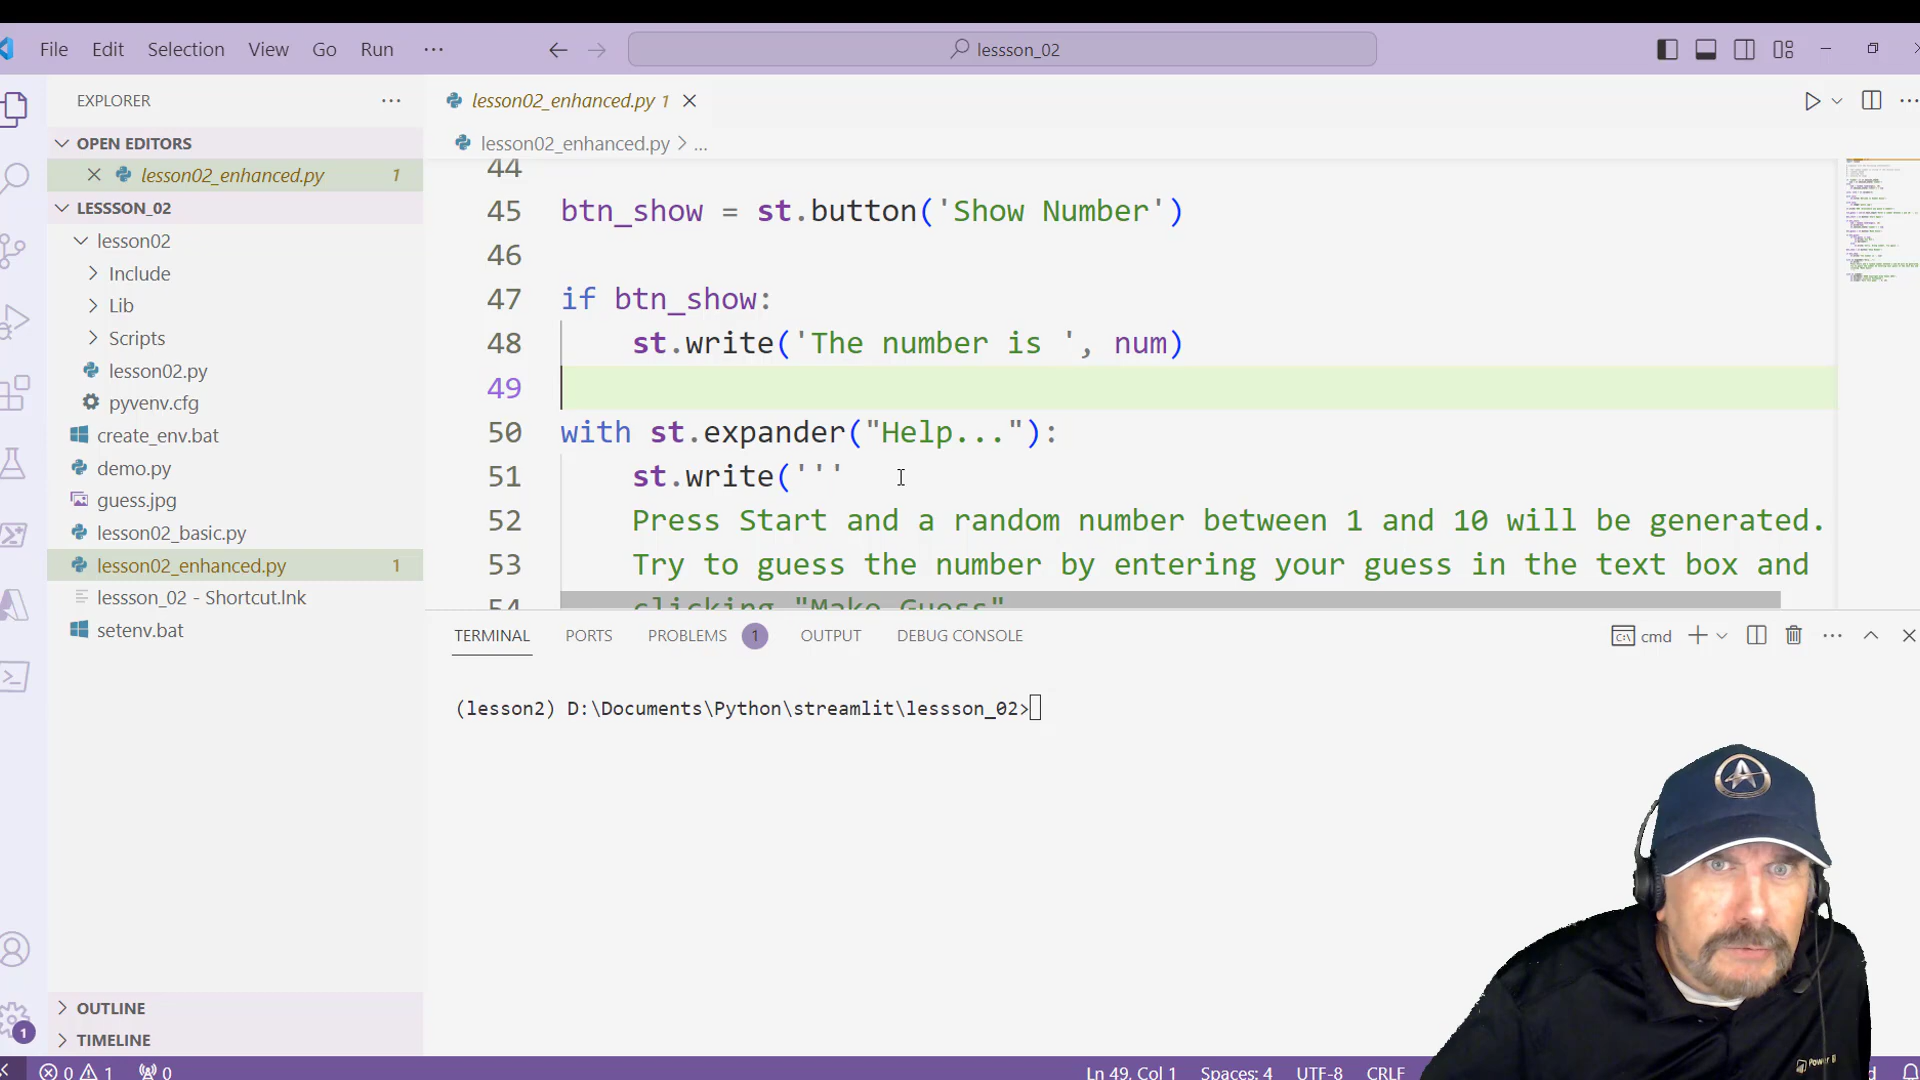 File Edit Selection View Go Run ...
lessson_02
EXPLORER
OPEN EDITORS
lesson02_enhanced.py 1
LESSSON_02
lesson02
Include
Lib
Scripts
lesson02.py
pyvenv.cfg
create_env.bat
demo.py
guess.jpg
lesson02_basic.py
lesson02_enhanced.py 1
lessson_02 - Shortcut.lnk
setenv.bat
OUTLINE
TIMELINE
1
lesson02_enhanced.py 1
lesson02_enhanced.py > ...
44
45 btn_show = st.button('Show Number')
46
47 if btn_show:
48 st.write('The number is ', num)
49
50 with st.expander("Help..."):
51 st.write('''
52 Press Start and a random number between 1 and 10 will be generated.
53 Try to guess the number by entering your guess in the text box and
54 clicking "Make Guess"
TERMINAL PORTS PROBLEMS 1 OUTPUT DEBUG CONSOLE
cmd
(lesson2) D:\Documents\Python\streamlit\lessson_02>
0 1 0
Ln 49, Col 1 Spaces: 4 UTF-8 CRLF